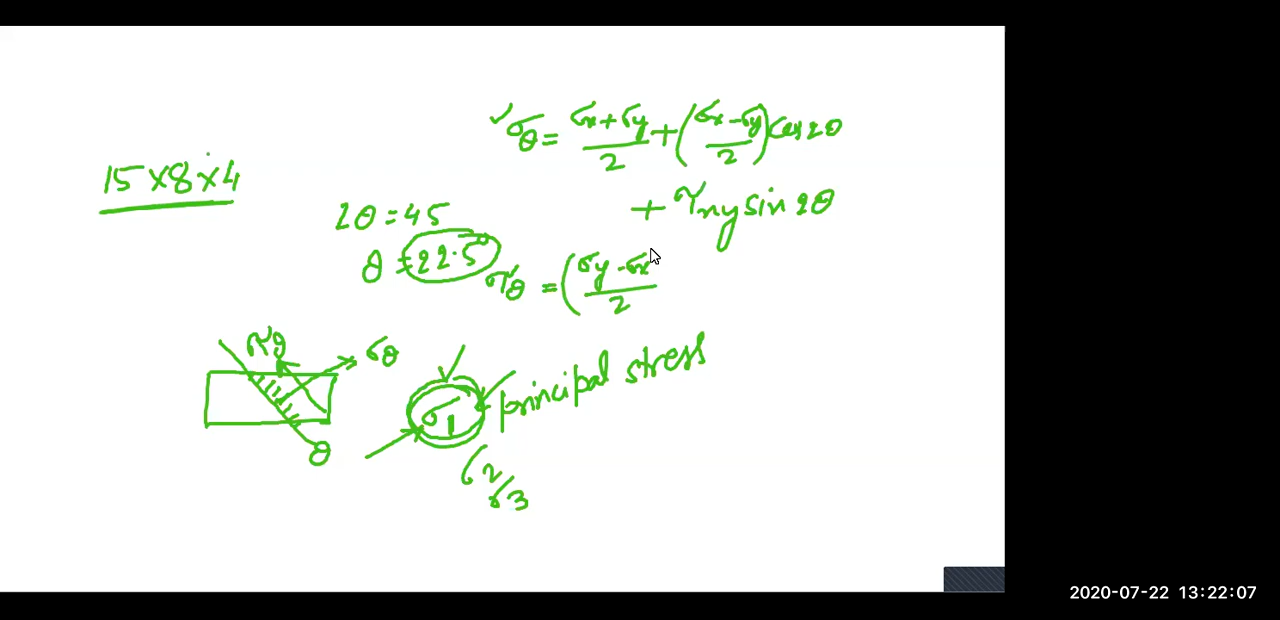 σθ = (σx + σy)/2 + ((σx - σy)/2) cos 2θ
+ τxy sin 2θ
15 × 8 × 4
2θ = 45
θ = 22.5°
τθ = ((σy - σx)/2
τθ
σθ
θ
σ1
principal stress
σ2/σ3
2020-07-22 13:22:07